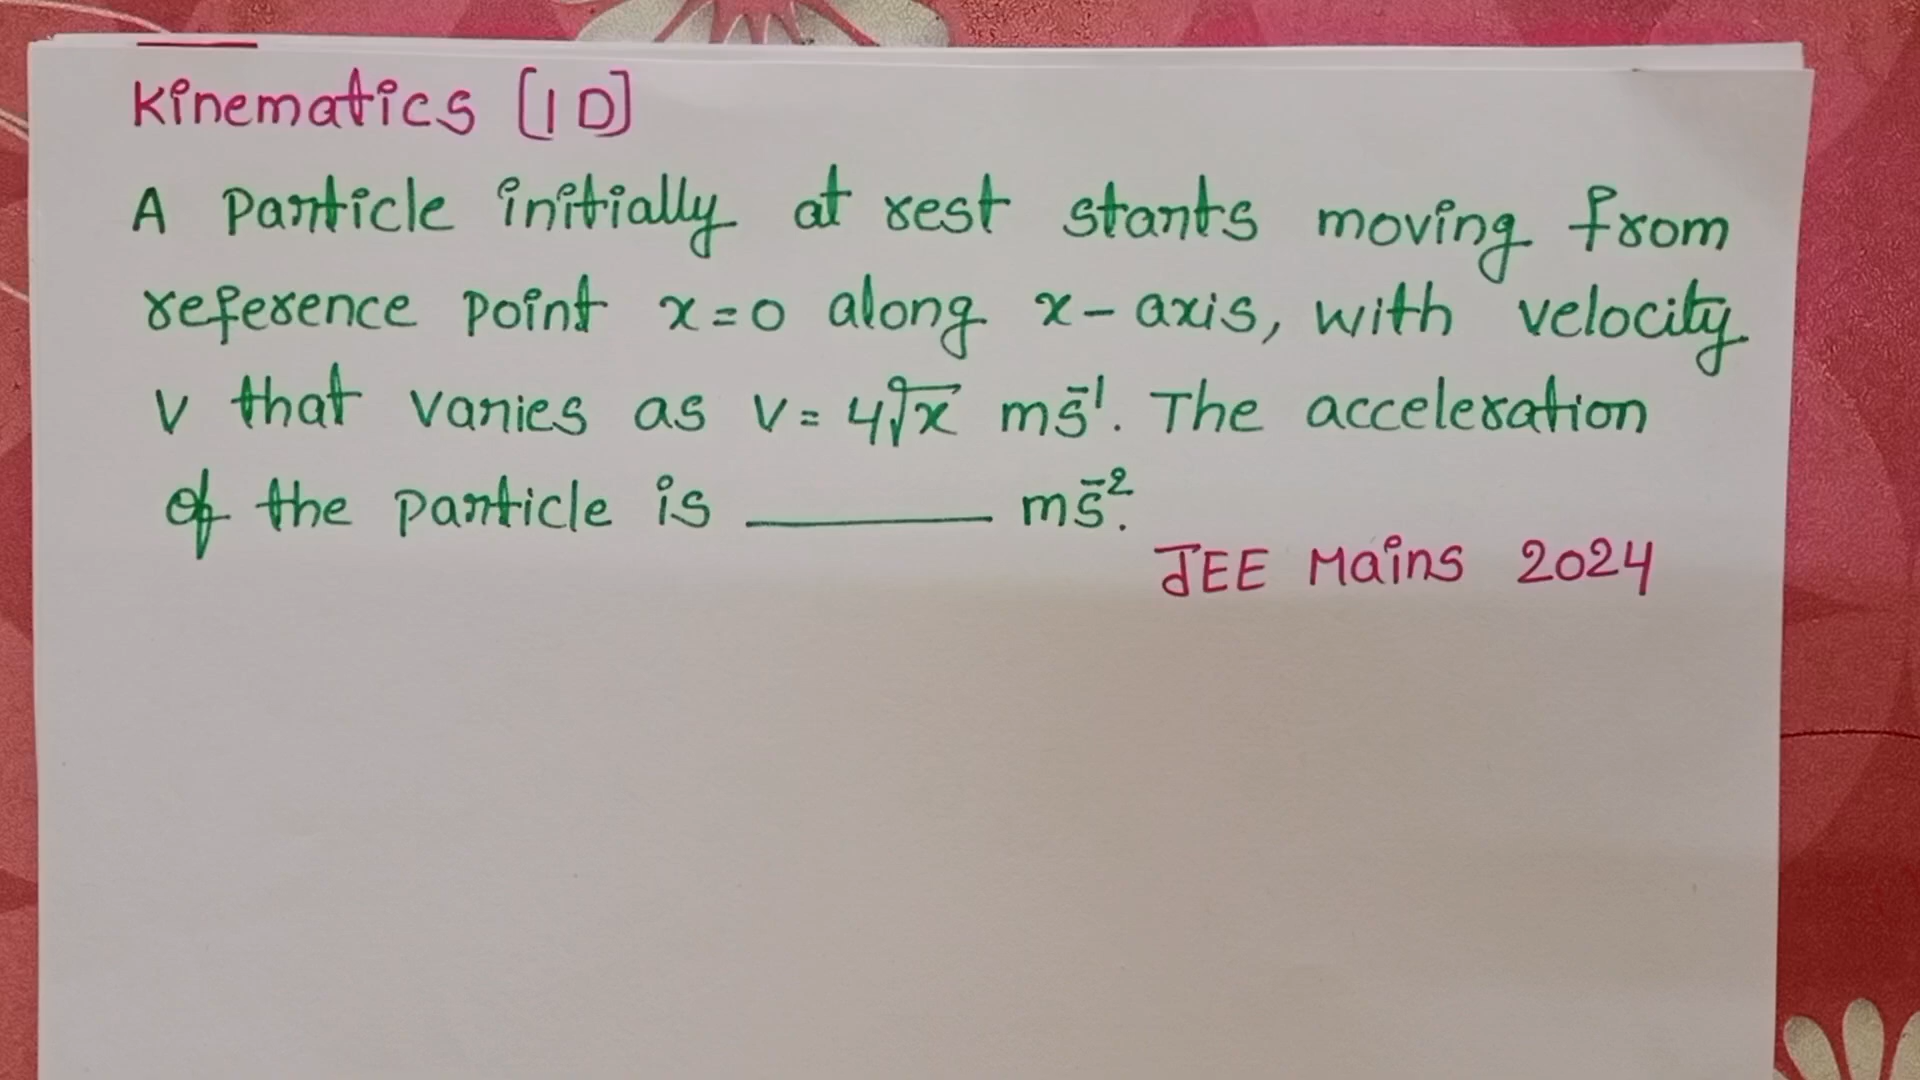 Kinematics [1D]
A Particle initially at rest starts moving from
reference point x=0 along x-axis, with velocity
v that varies as v = 4√x ms⁻¹. The acceleration
of the particle is ______ ms⁻².
JEE Mains 2024